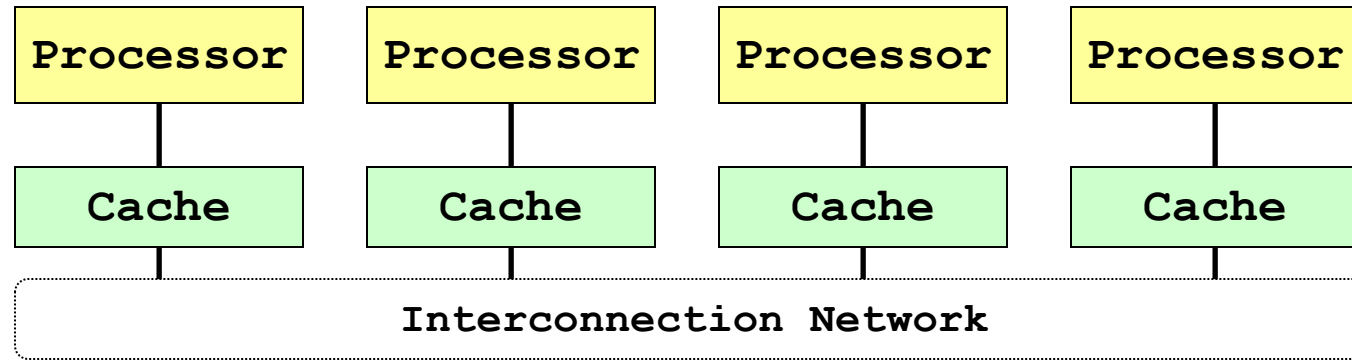 Processor Processor Processor Processor
Cache Cache Cache Cache
Interconnection Network